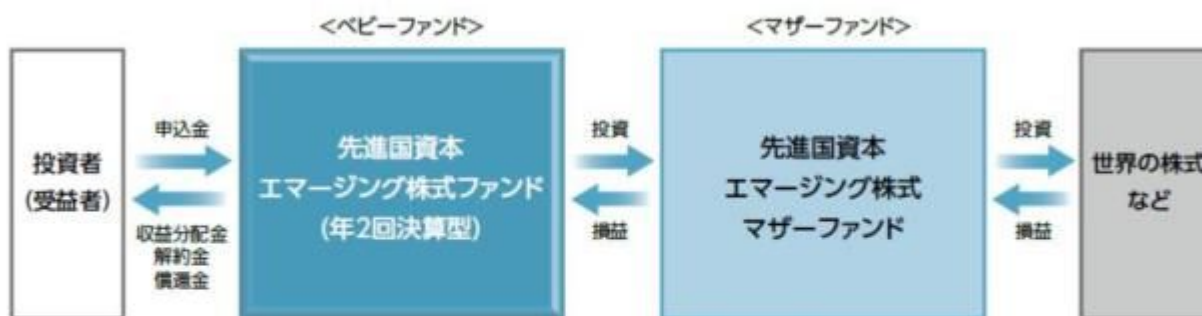 <ベビーファンド>
<マザーファンド>
投資者
(受益者)
申込金
収益分配金
解約金
償還金
先進国資本
エマージング株式ファンド
(年2回決算型)
投資
損益
先進国資本
エマージング株式
マザーファンド
投資
損益
世界の株式
など